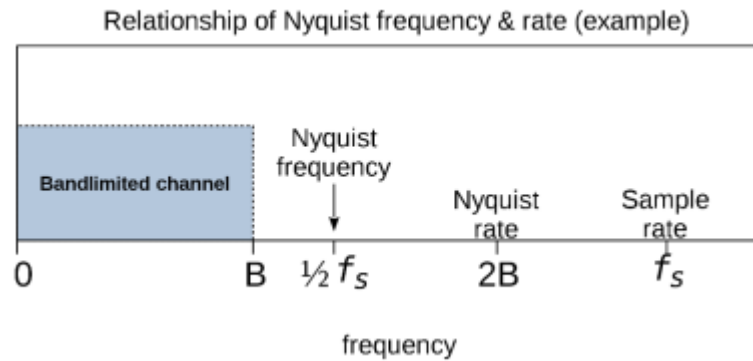 Relationship of Nyquist frequency & rate (example)
Nyquist
frequency
Bandlimited channel
Nyquist
rate
Sample
rate
0
B
½ fs
2B
fs
frequency